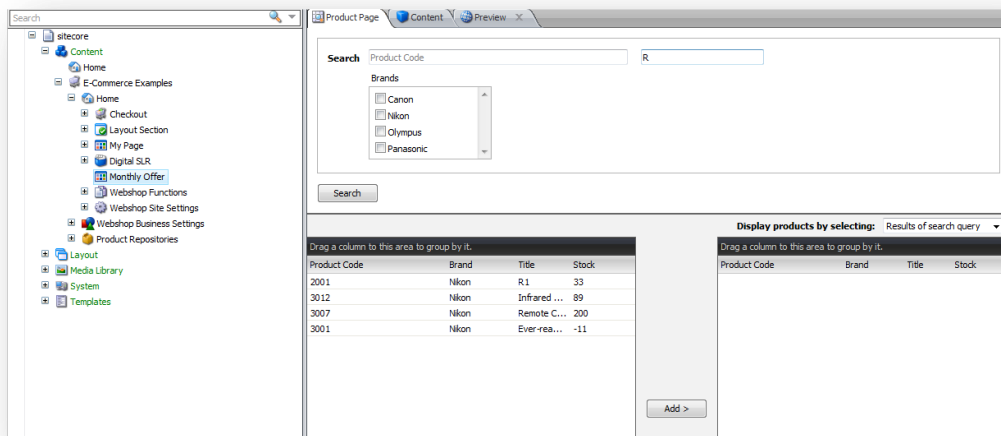 Search
sitecore
Content
Home
E-Commerce Examples
Home
Checkout
Layout Section
My Page
Digital SLR
Monthly Offer
Webshop Functions
Webshop Site Settings
Webshop Business Settings
Product Repositories
Layout
Media Library
System
Templates
Product Page Content Preview X
Search Product Code R
Brands
Canon
Nikon
Olympus
Panasonic
Search
Display products by selecting: Results of search query
Drag a column to this area to group by it.
Product Code Brand Title Stock
2001 Nikon R1 33
3012 Nikon Infrared ... 89
3007 Nikon Remote C... 200
3001 Nikon Ever-rea... -11
Add >
Drag a column to this area to group by it.
Product Code Brand Title Stock